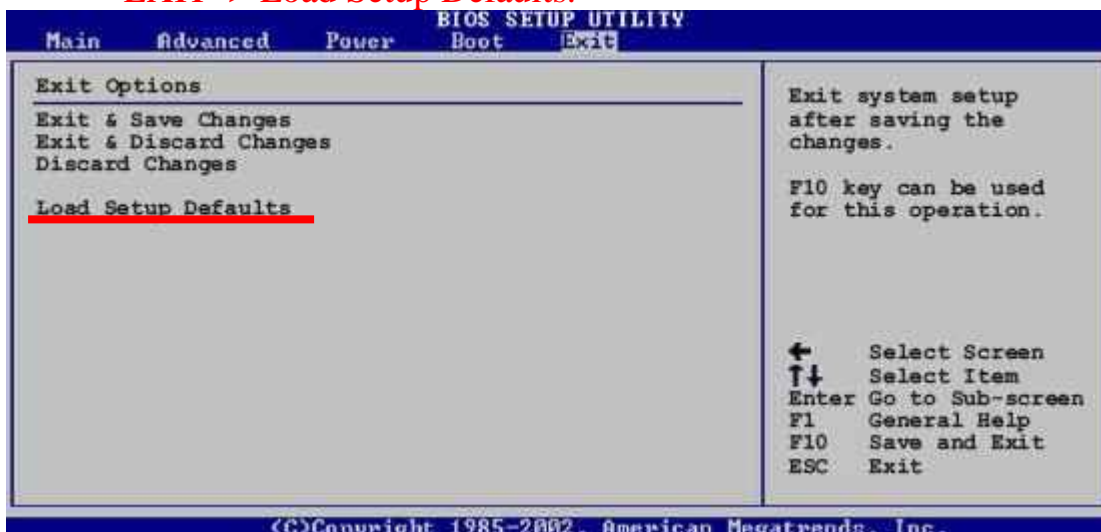 EXIT → Load Setup Defaults.
BIOS SETUP UTILITY
Main Advanced Power Boot Exit
Exit Options
Exit & Save Changes
Exit & Discard Changes
Discard Changes
Load Setup Defaults
Exit system setup
after saving the
changes.
F10 key can be used
for this operation.
← Select Screen
↑↓ Select Item
Enter Go to Sub-screen
F1 General Help
F10 Save and Exit
ESC Exit
(C)Copyright 1985-2002, American Megatrends, Inc.